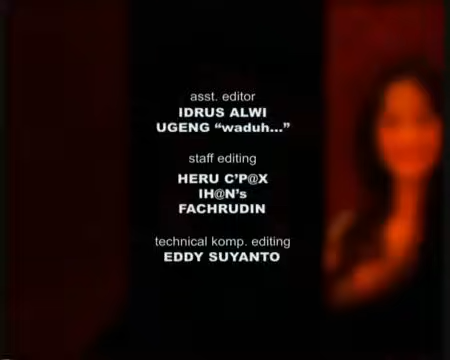 asst. editor
IDRUS ALWI
UGENG “waduh...”
staff editing
HERU C'P@X
IH@N's
FACHRUDIN
technical komp. editing
EDDY SUYANTO